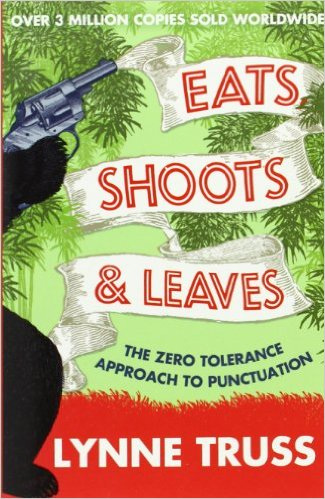 OVER 3 MILLION COPIES SOLD WORLDWIDE
EATS,
SHOOTS
& LEAVES
THE ZERO TOLERANCE
APPROACH TO PUNCTUATION
LYNNE TRUSS